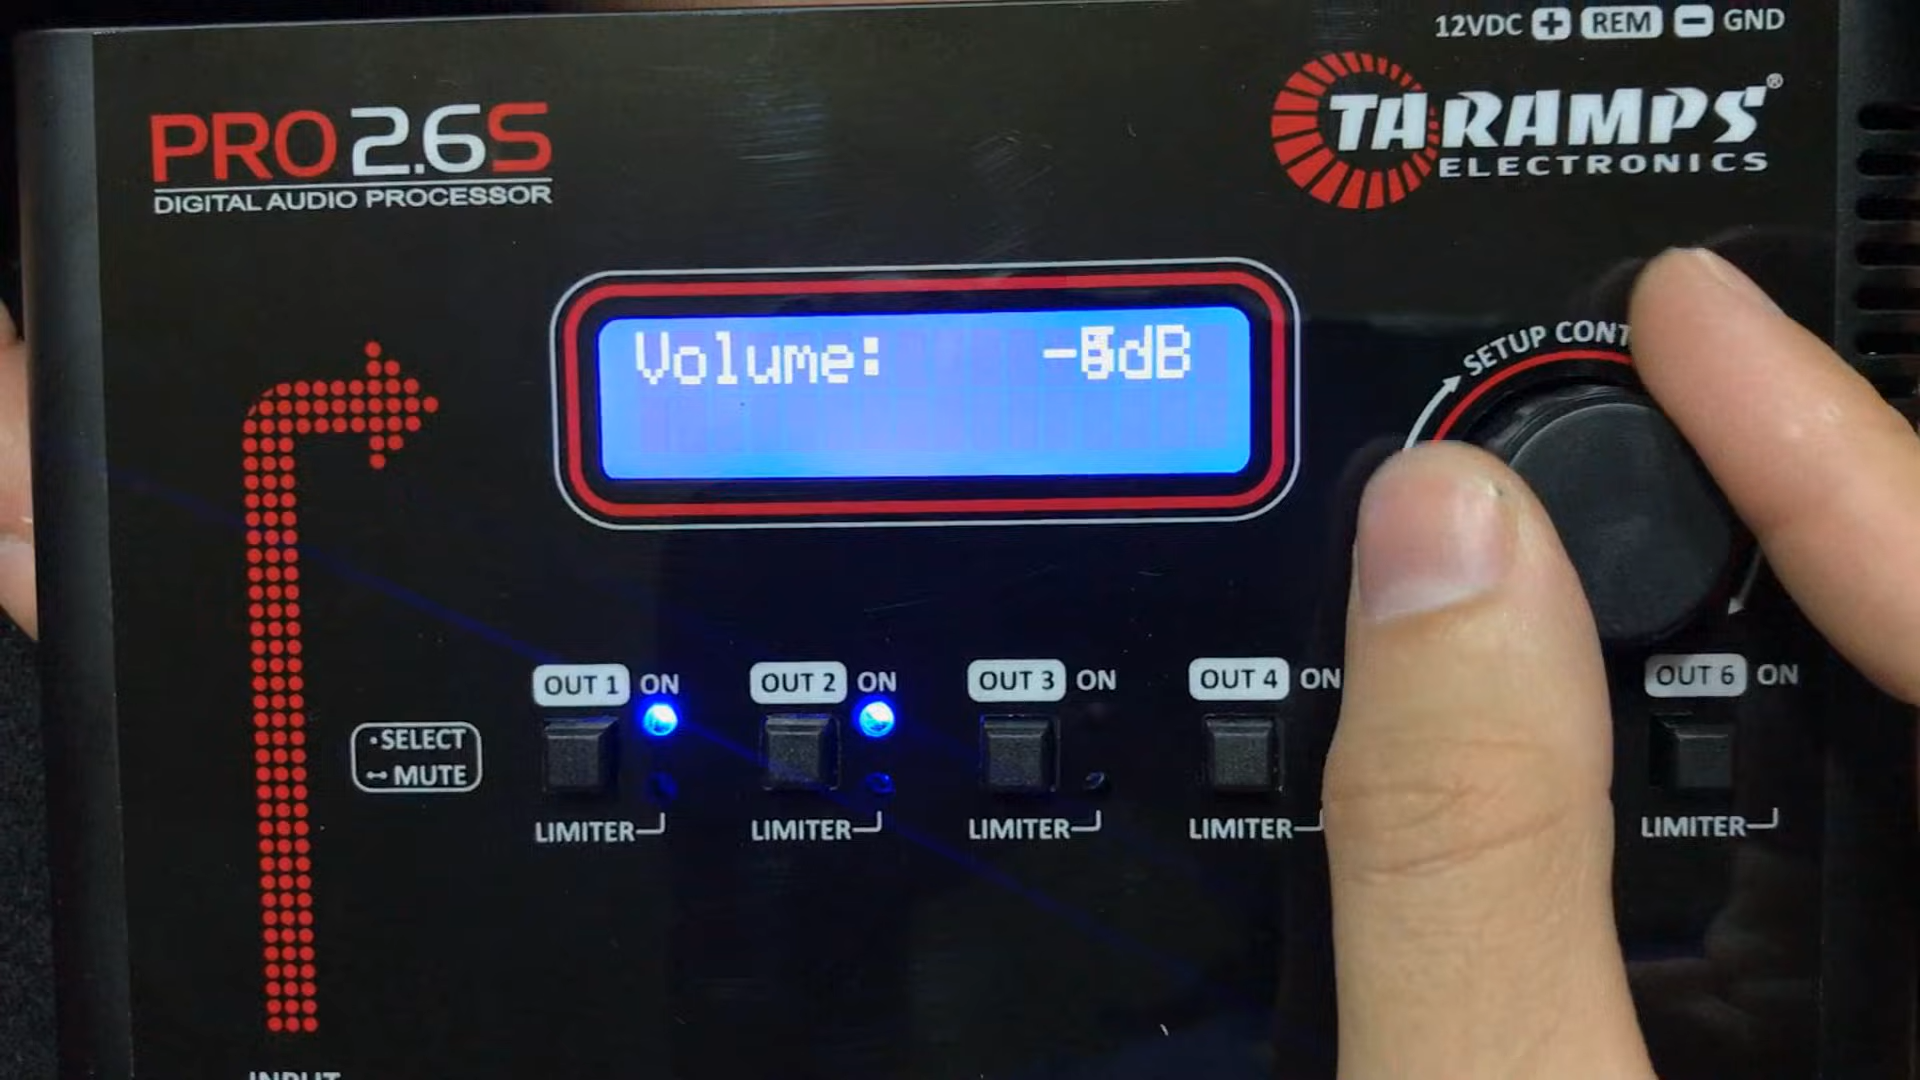 12VDC + REM - GND
PRO 2.6S
DIGITAL AUDIO PROCESSOR
TARAMPS®
ELECTRONICS
SETUP
Volume:
OUT 1 ON
OUT 2 ON
OUT 3 ON
OUT 4 ON
OUT 6 ON
•SELECT
MUTE
LIMITER
LIMITER
LIMITER
LIMITER
LIMITER